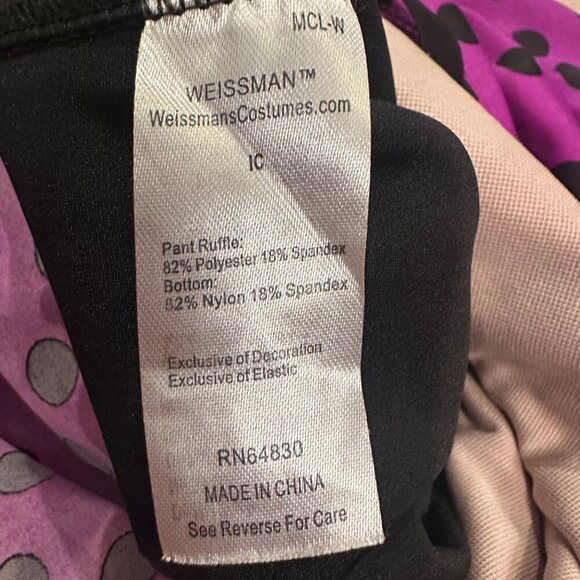 MCL-W
WEISSMAN™
WeissmansCostumes.com
IC
Pant Ruffle:
82% Polyester 18% Spandex
Bottom:
82% Nylon 18% Spandex
Exclusive of Decoration
Exclusive of Elastic
RN64830
MADE IN CHINA
See Reverse For Care